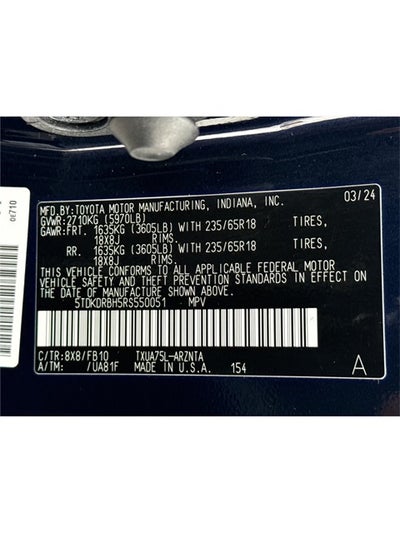 MFD.BY:TOYOTA MOTOR MANUFACTURING, INDIANA, INC. 03/24
GVWR:2710KG (5970LB)
GAWR:FRT. 1635KG (3605LB) WITH 235/65R18 TIRES,
18X8J RIMS.
RR. 1635KG (3605LB) WITH 235/65R18 TIRES,
18X8J RIMS.
THIS VEHICLE CONFORMS TO ALL APPLICABLE FEDERAL MOTOR
VEHICLE SAFETY AND THEFT PREVENTION STANDARDS IN EFFECT
ON THE DATE OF MANUFACTURE SHOWN ABOVE.
5TDKDRBH5RS550051 MPV
C/TR:8X8/FB10 TXUA75L-ARZNTA
A/TM: /UA81F MADE IN U.S.A. 154 A
or710